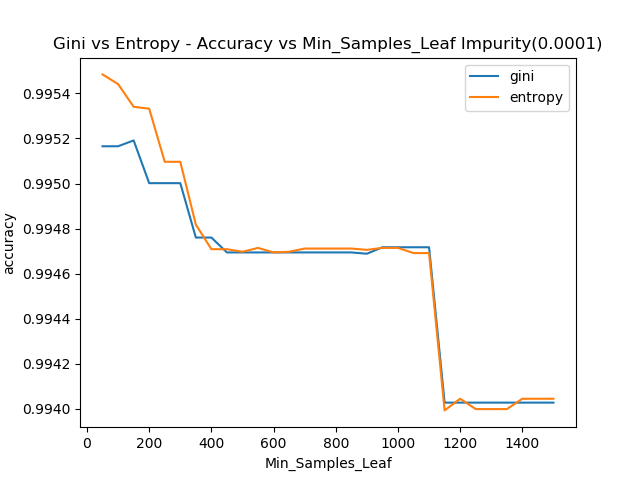 Gini vs Entropy - Accuracy vs Min_Samples_Leaf Impurity(0.0001)
gini
entropy
0.9954
0.9952
0.9950
0.9948
0.9946
0.9944
0.9942
0.9940
accuracy
0 200 400 600 800 1000 1200 1400
Min_Samples_Leaf